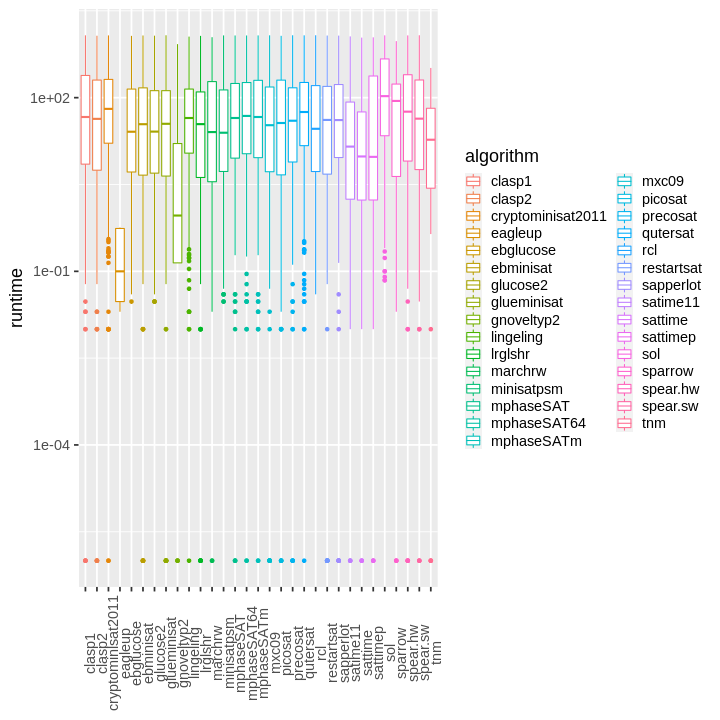 1e+02
1e-01
1e-04
runtime
clasp1
clasp2
cryptominisat2011
eagleup
ebglucose
ebminisat
glucose2
glueminisat
gnoveltyp2
lingeling
lrglshr
marchrw
minisatpsm
mphaseSAT
mphaseSAT64
mphaseSATm
mxc09
picosat
precosat
qutersat
rcl
restartsat
sapperlot
satime11
sattime
sattimep
sol
sparrow
spear.hw
spear.sw
tnm
algorithm
clasp1
clasp2
cryptominisat2011
eagleup
ebglucose
ebminisat
glucose2
glueminisat
gnoveltyp2
lingeling
lrglshr
marchrw
minisatpsm
mphaseSAT
mphaseSAT64
mphaseSATm
mxc09
picosat
precosat
qutersat
rcl
restartsat
sapperlot
satime11
sattime
sattimep
sol
sparrow
spear.hw
spear.sw
tnm